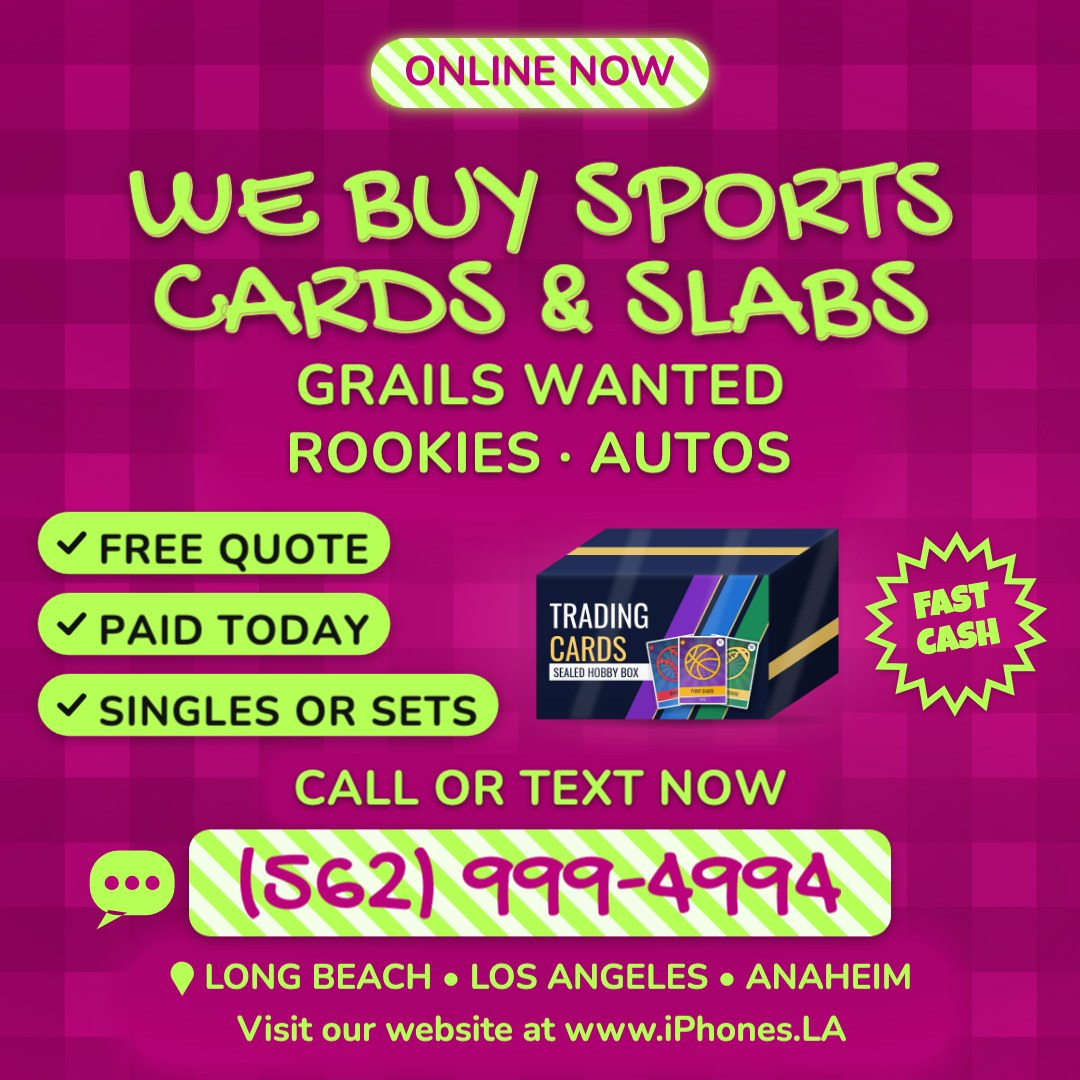 ONLINE NOW
WE BUY SPORTS
CARDS & SLABS
GRAILS WANTED
ROOKIES · AUTOS
✓ FREE QUOTE
✓ PAID TODAY
✓ SINGLES OR SETS
TRADING
CARDS
SEALED HOBBY BOX
FAST
CASH
CALL OR TEXT NOW
(562) 999-4994
LONG BEACH • LOS ANGELES • ANAHEIM
Visit our website at www.iPhones.LA